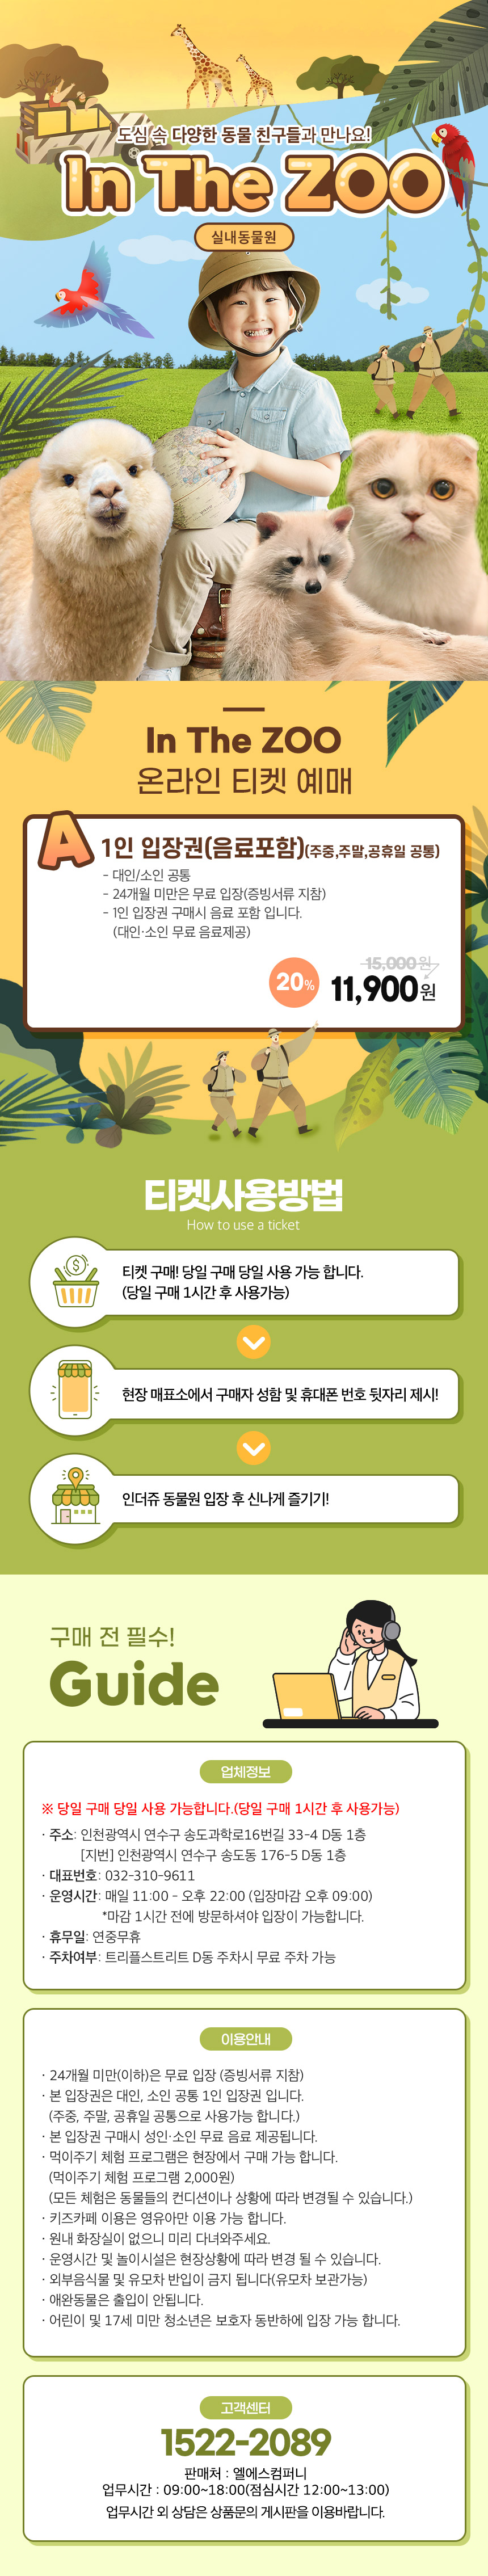 도심 속 다양한 동물 친구들과 만나요!
In The ZOO
실내동물원
In The ZOO
온라인 티켓 예매
A
1인 입장권(음료포함)(주중,주말,공휴일 공통)
- 대인/소인 공통
- 24개월 미만은 무료 입장(증빙서류 지참)
- 1인 입장권 구매시 음료 포함 입니다.
(대인·소인 무료 음료제공)
15,000원
20%
11,900원
티켓사용방법
How to use a ticket
티켓 구매! 당일 구매 당일 사용 가능 합니다.
(당일 구매 1시간 후 사용가능)
현장 매표소에서 구매자 성함 및 휴대폰 번호 뒷자리 제시!
인더쥬 동물원 입장 후 신나게 즐기기!
구매 전 필수!
Guide
업체정보
※ 당일 구매 당일 사용 가능합니다.(당일 구매 1시간 후 사용가능)
· 주소: 인천광역시 연수구 송도과학로16번길 33-4 D동 1층
[지번] 인천광역시 연수구 송도동 176-5 D동 1층
· 대표번호: 032-310-9611
· 운영시간: 매일 11:00 - 오후 22:00 (입장마감 오후 09:00)
*마감 1시간 전에 방문하셔야 입장이 가능합니다.
· 휴무일: 연중무휴
· 주차여부: 트리플스트리트 D동 주차시 무료 주차 가능
이용안내
· 24개월 미만(이하)은 무료 입장 (증빙서류 지참)
· 본 입장권은 대인, 소인 공통 1인 입장권 입니다.
(주중, 주말, 공휴일 공통으로 사용가능 합니다.)
· 본 입장권 구매시 성인·소인 무료 음료 제공됩니다.
· 먹이주기 체험 프로그램은 현장에서 구매 가능 합니다.
(먹이주기 체험 프로그램 2,000원)
(모든 체험은 동물들의 컨디션이나 상황에 따라 변경될 수 있습니다.)
· 키즈카페 이용은 영유아만 이용 가능 합니다.
· 원내 화장실이 없으니 미리 다녀와주세요.
· 운영시간 및 놀이시설은 현장상황에 따라 변경 될 수 있습니다.
· 외부음식물 및 유모차 반입이 금지 됩니다(유모차 보관가능)
· 애완동물은 출입이 안됩니다.
· 어린이 및 17세 미만 청소년은 보호자 동반하에 입장 가능 합니다.
고객센터
1522-2089
판매처 : 엘에스컴퍼니
업무시간 : 09:00~18:00(점심시간 12:00~13:00)
업무시간 외 상담은 상품문의 게시판을 이용바랍니다.